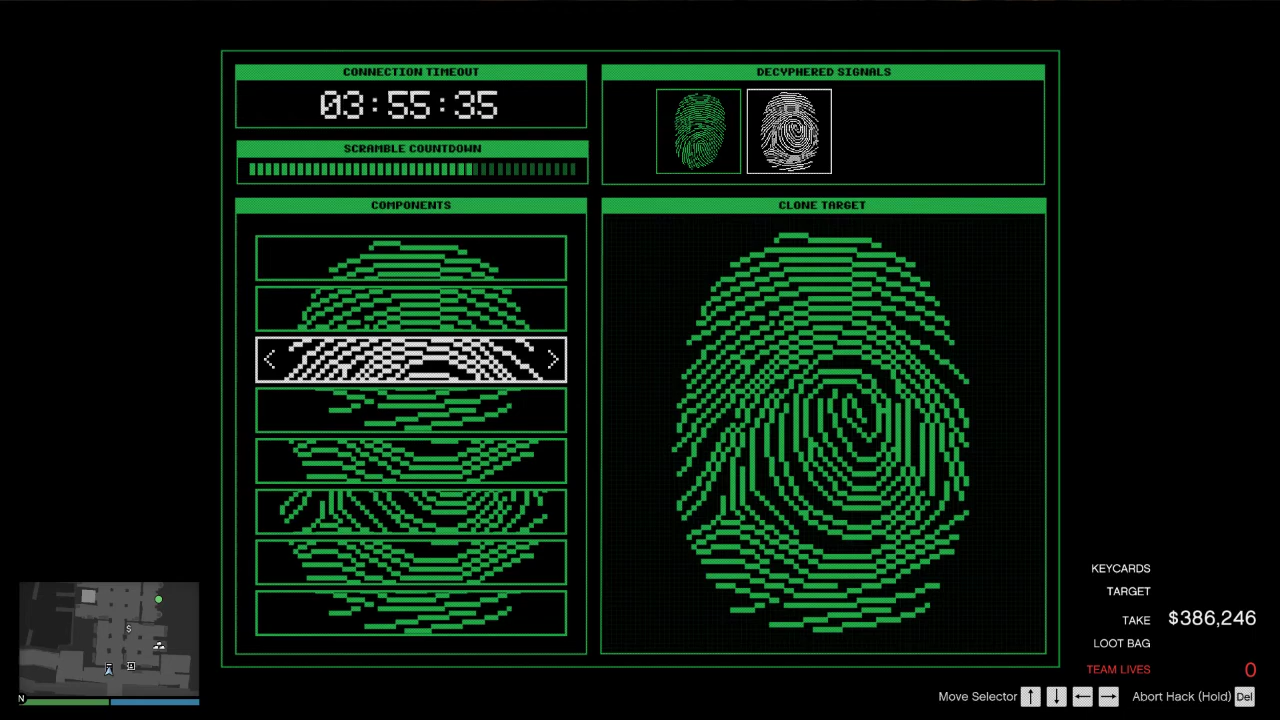 CONNECTION TIMEOUT
03:55:35
DECYPHERED SIGNALS
SCRAMBLE COUNTDOWN
COMPONENTS
CLONE TARGET
KEYCARDS
TARGET
TAKE $386,246
LOOT BAG
TEAM LIVES 0
N
$
Move Selector ↑ ↓ ← → Abort Hack (Hold) Del